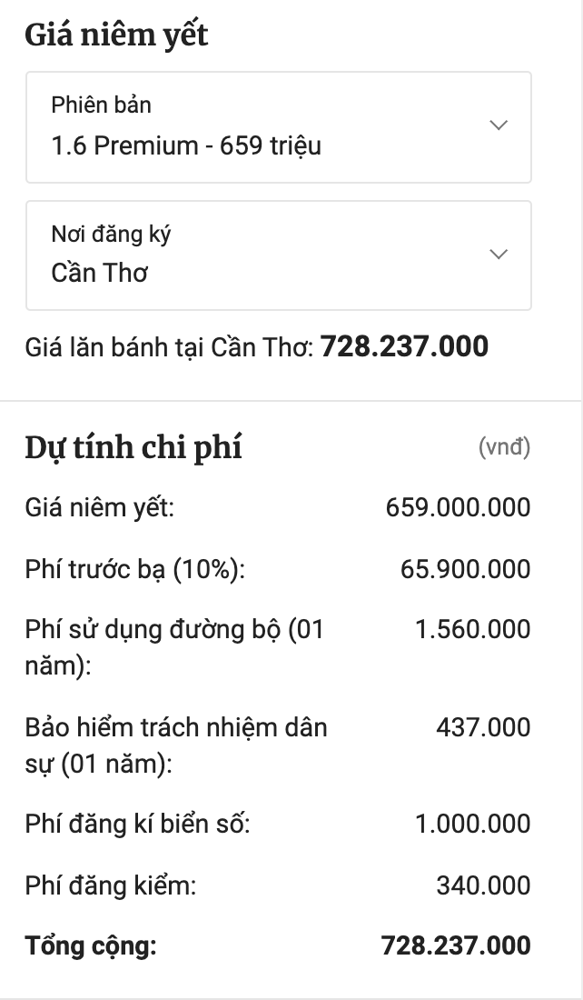 Giá niêm yết
Phiên bản
1.6 Premium - 659 triệu
Nơi đăng ký
Cần Thơ
Giá lăn bánh tại Cần Thơ: 728.237.000
Dự tính chi phí (vnđ)
Giá niêm yết: 659.000.000
Phí trước bạ (10%): 65.900.000
Phí sử dụng đường bộ (01 1.560.000
năm):
Bảo hiểm trách nhiệm dân 437.000
sự (01 năm):
Phí đăng kí biển số: 1.000.000
Phí đăng kiểm: 340.000
Tổng cộng: 728.237.000